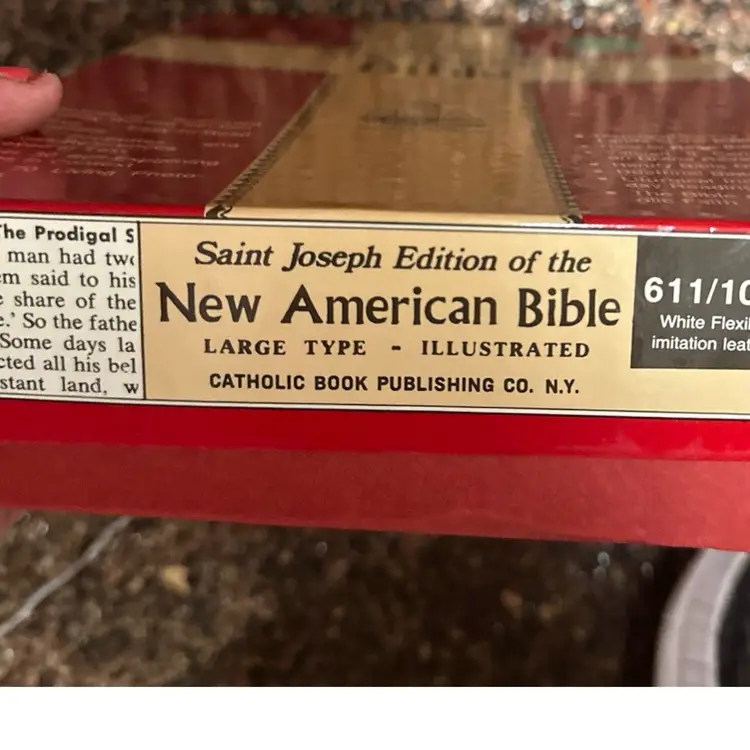 he Prodigal S
man had tw
m said to his
share of the
.' So the fathe
Some days la
cted all his bel
stant land, w
Saint Joseph Edition of the
New American Bible
LARGE TYPE - ILLUSTRATED
CATHOLIC BOOK PUBLISHING CO. N.Y.
611/10
White Flexi
imitation leat